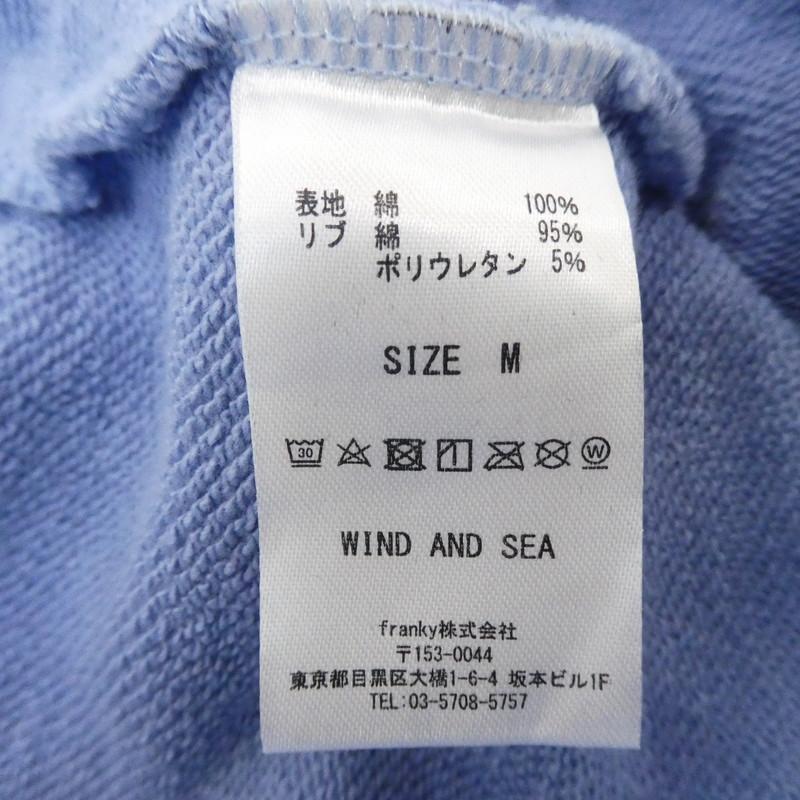 表地 綿 100%
リブ 綿 95%
ポリウレタン 5%
SIZE M
30 W
WIND AND SEA
franky株式会社
〒153-0044
東京都目黒区大橋1-6-4 坂本ビル1F
TEL:03-5708-5757